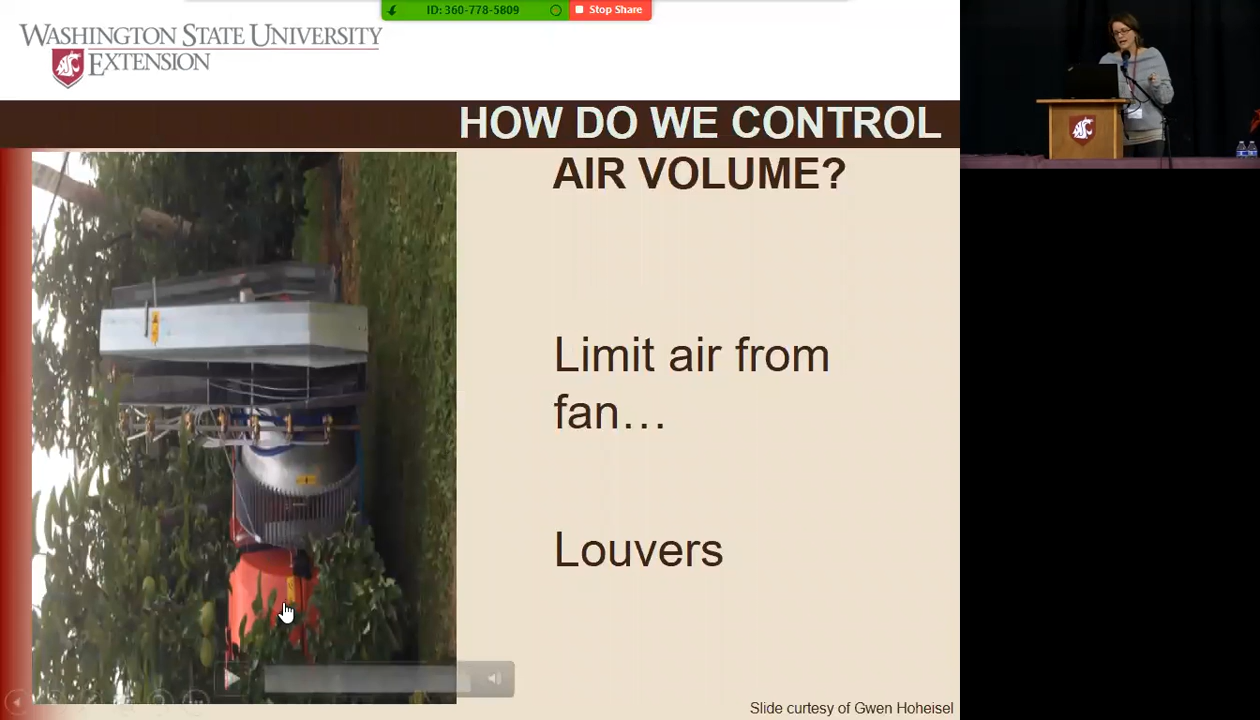 ID: 360-778-5809
Stop Share
WASHINGTON STATE UNIVERSITY
EXTENSION
HOW DO WE CONTROL
AIR VOLUME?
Limit air from
fan…
Louvers
Slide curtesy of Gwen Hoheisel